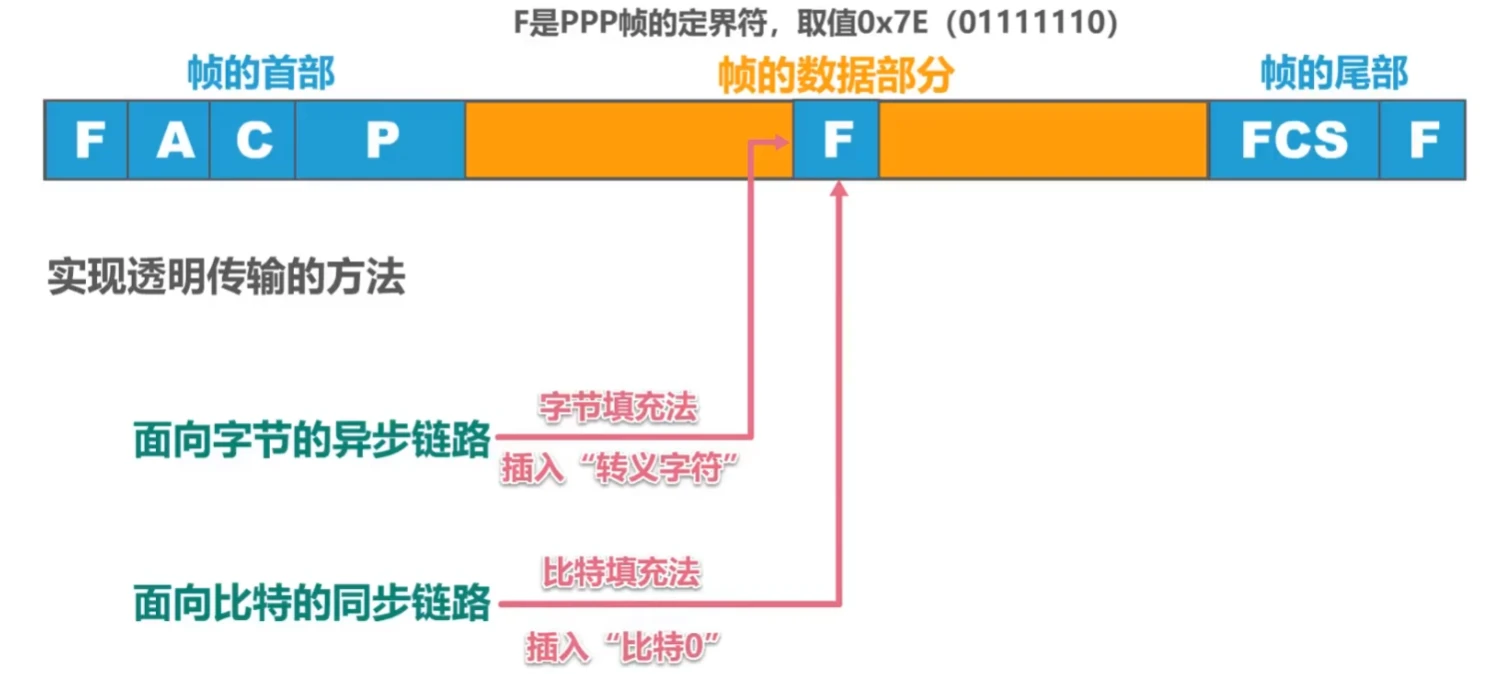 F是PPP帧的定界符，取值0x7E（01111110）
帧的首部 帧的数据部分 帧的尾部
F A C P F FCS F
实现透明传输的方法
字节填充法
面向字节的异步链路
插入“转义字符”
比特填充法
面向比特的同步链路
插入“比特0”